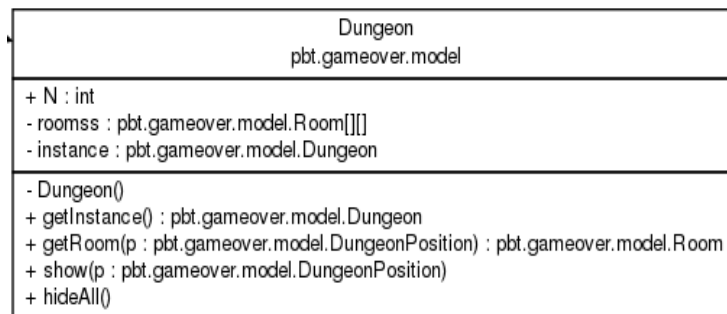 Dungeon
pbt.gameover.model
+ N : int
- roomss : pbt.gameover.model.Room[][]
- instance : pbt.gameover.model.Dungeon
- Dungeon()
+ getInstance() : pbt.gameover.model.Dungeon
+ getRoom(p : pbt.gameover.model.DungeonPosition) : pbt.gameover.model.Room
+ show(p : pbt.gameover.model.DungeonPosition)
+ hideAll()